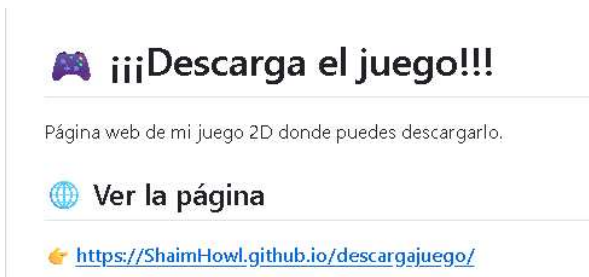 🎮 ¡¡¡Descarga el juego!!!
Página web de mi juego 2D donde puedes descargarlo.
🌐 Ver la página
👉 https://ShaimHowl.github.io/descargajuego/